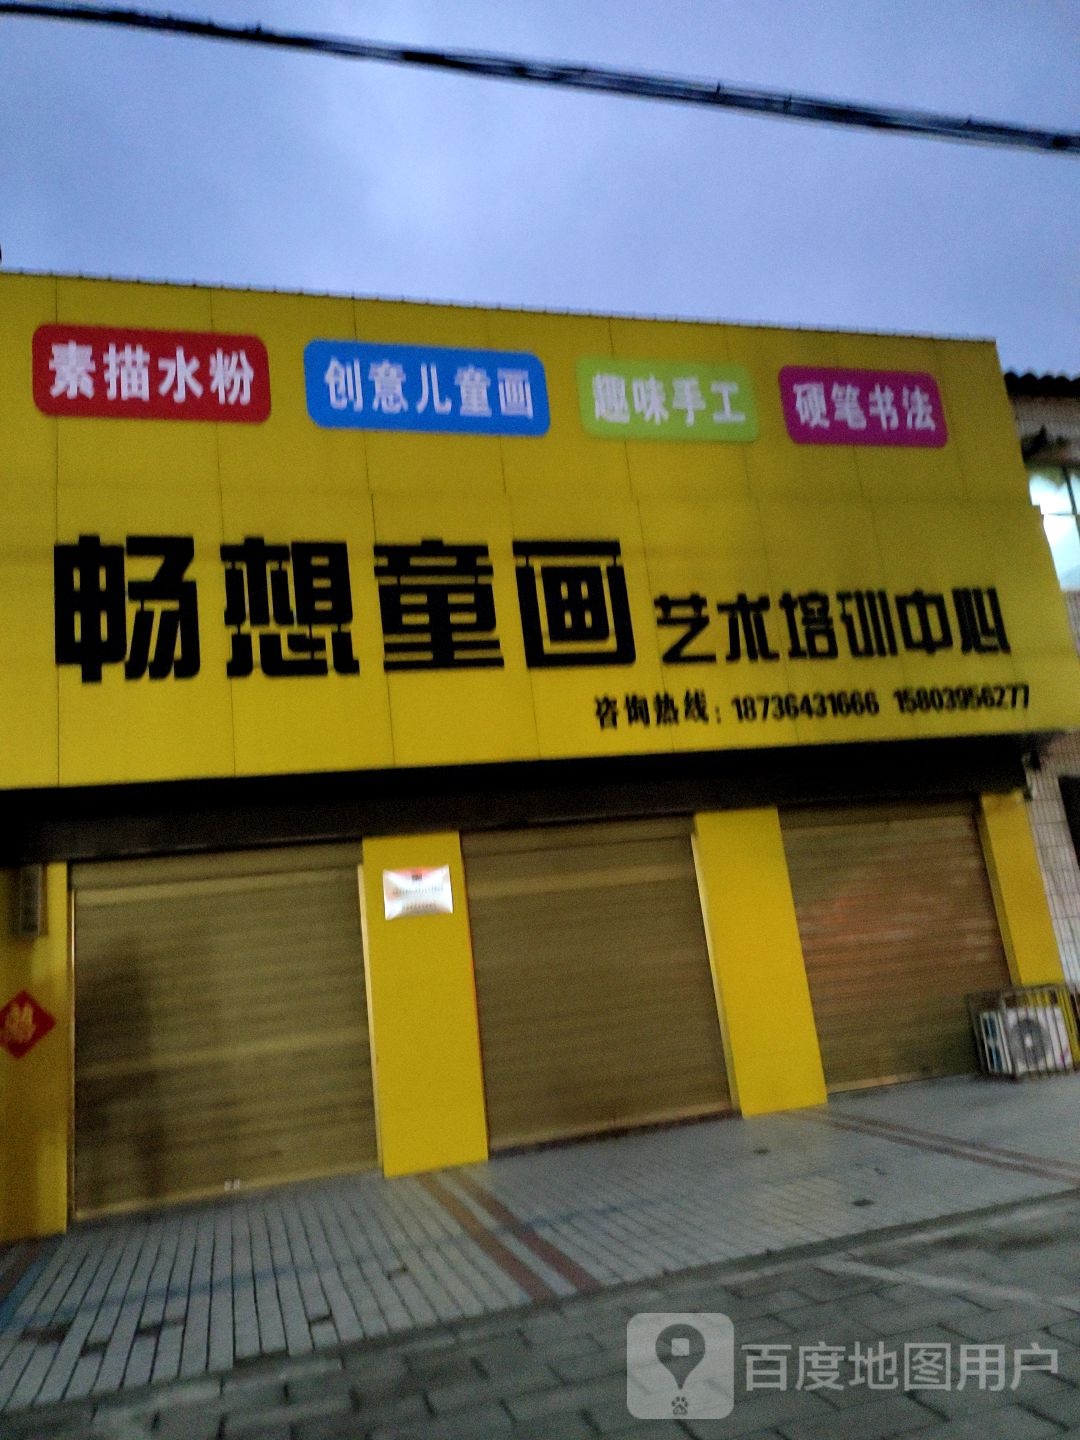 素描水粉 创意儿童画 趣味手工 硬笔书法
畅想童画 艺术培训中心
咨询热线：18736431666 15803956277
百度地图用户